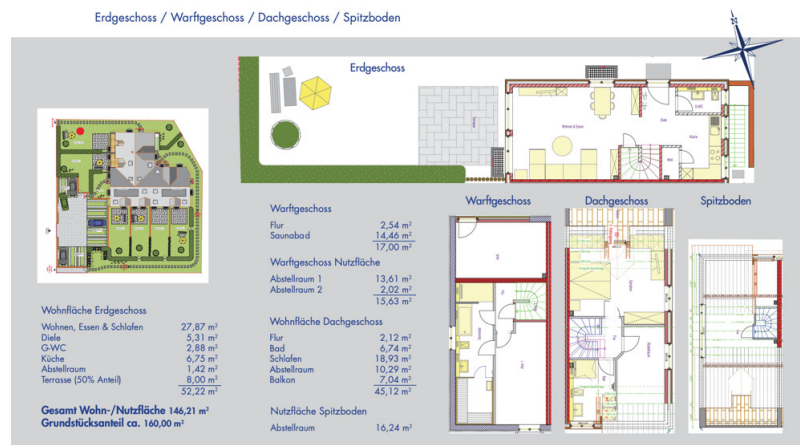 Erdgeschoss / Warftgeschoss / Dachgeschoss / Spitzboden
Erdgeschoss
Wohnen & Essen
Diele
G-WC
Küche
Warftgeschoss
Dachgeschoss
Spitzboden
Warftgeschoss
Flur 2,54 m²
Saunabad 14,46 m²
17,00 m²
Warftgeschoss Nutzfläche
Abstellraum 1 13,61 m²
Abstellraum 2 2,02 m²
15,63 m²
Wohnfläche Dachgeschoss
Flur 2,12 m²
Bad 6,74 m²
Schlafen 18,93 m²
Abstellraum 10,29 m²
Balkon 7,04 m²
45,12 m²
Nutzfläche Spitzboden
Abstellraum 16,24 m²
Wohnfläche Erdgeschoss
Wohnen, Essen & Schlafen 27,87 m²
Diele 5,31 m²
G-WC 2,88 m²
Küche 6,75 m²
Abstellraum 1,42 m²
Terrasse (50% Anteil) 8,00 m²
52,22 m²
Gesamt Wohn-/Nutzfläche 146,21 m²
Grundstücksanteil ca. 160,00 m²